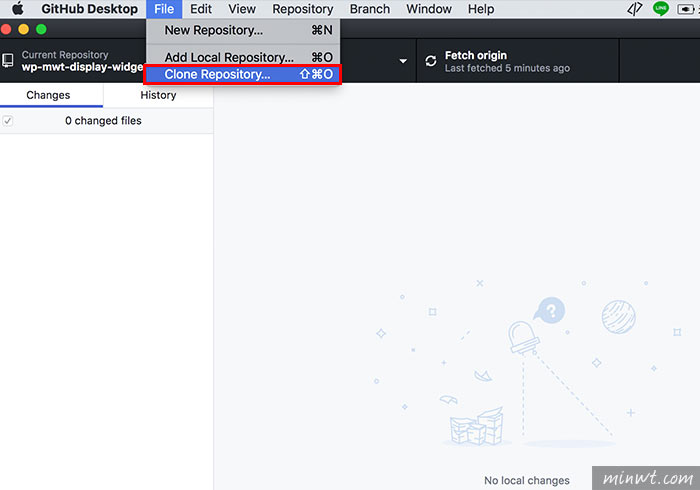 GitHub Desktop File Edit View Repository Branch Window Help LINE
New Repository... ⌘N
Add Local Repository... ⌘O
Clone Repository... ⇧⌘O
Current Repository
wp-mwt-display-widge
Fetch origin
Last fetched 5 minutes ago
Changes History
0 changed files
?
No local changes
minwt.com